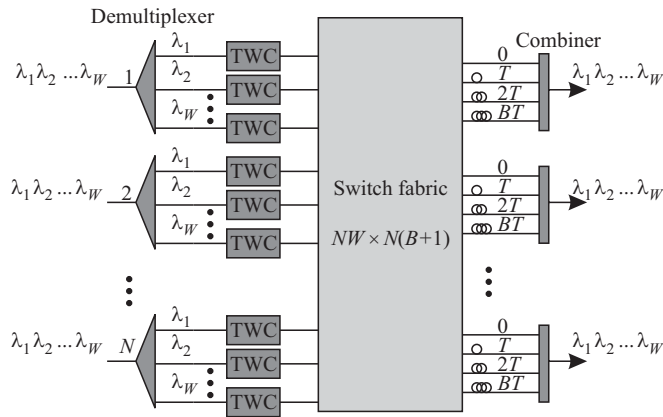 Demultiplexer
λ1λ2 ...λW
1
λ1
λ2
λW
TWC
TWC
TWC
λ1λ2 ...λW
2
λ1
λ2
λW
TWC
TWC
TWC
λ1λ2 ...λW
N
λ1
λ2
λW
TWC
TWC
TWC
Switch fabric
NW × N(B+1)
Combiner
0
T
2T
BT
λ1λ2 ...λW
0
T
2T
BT
λ1λ2 ...λW
0
T
2T
BT
λ1λ2 ...λW